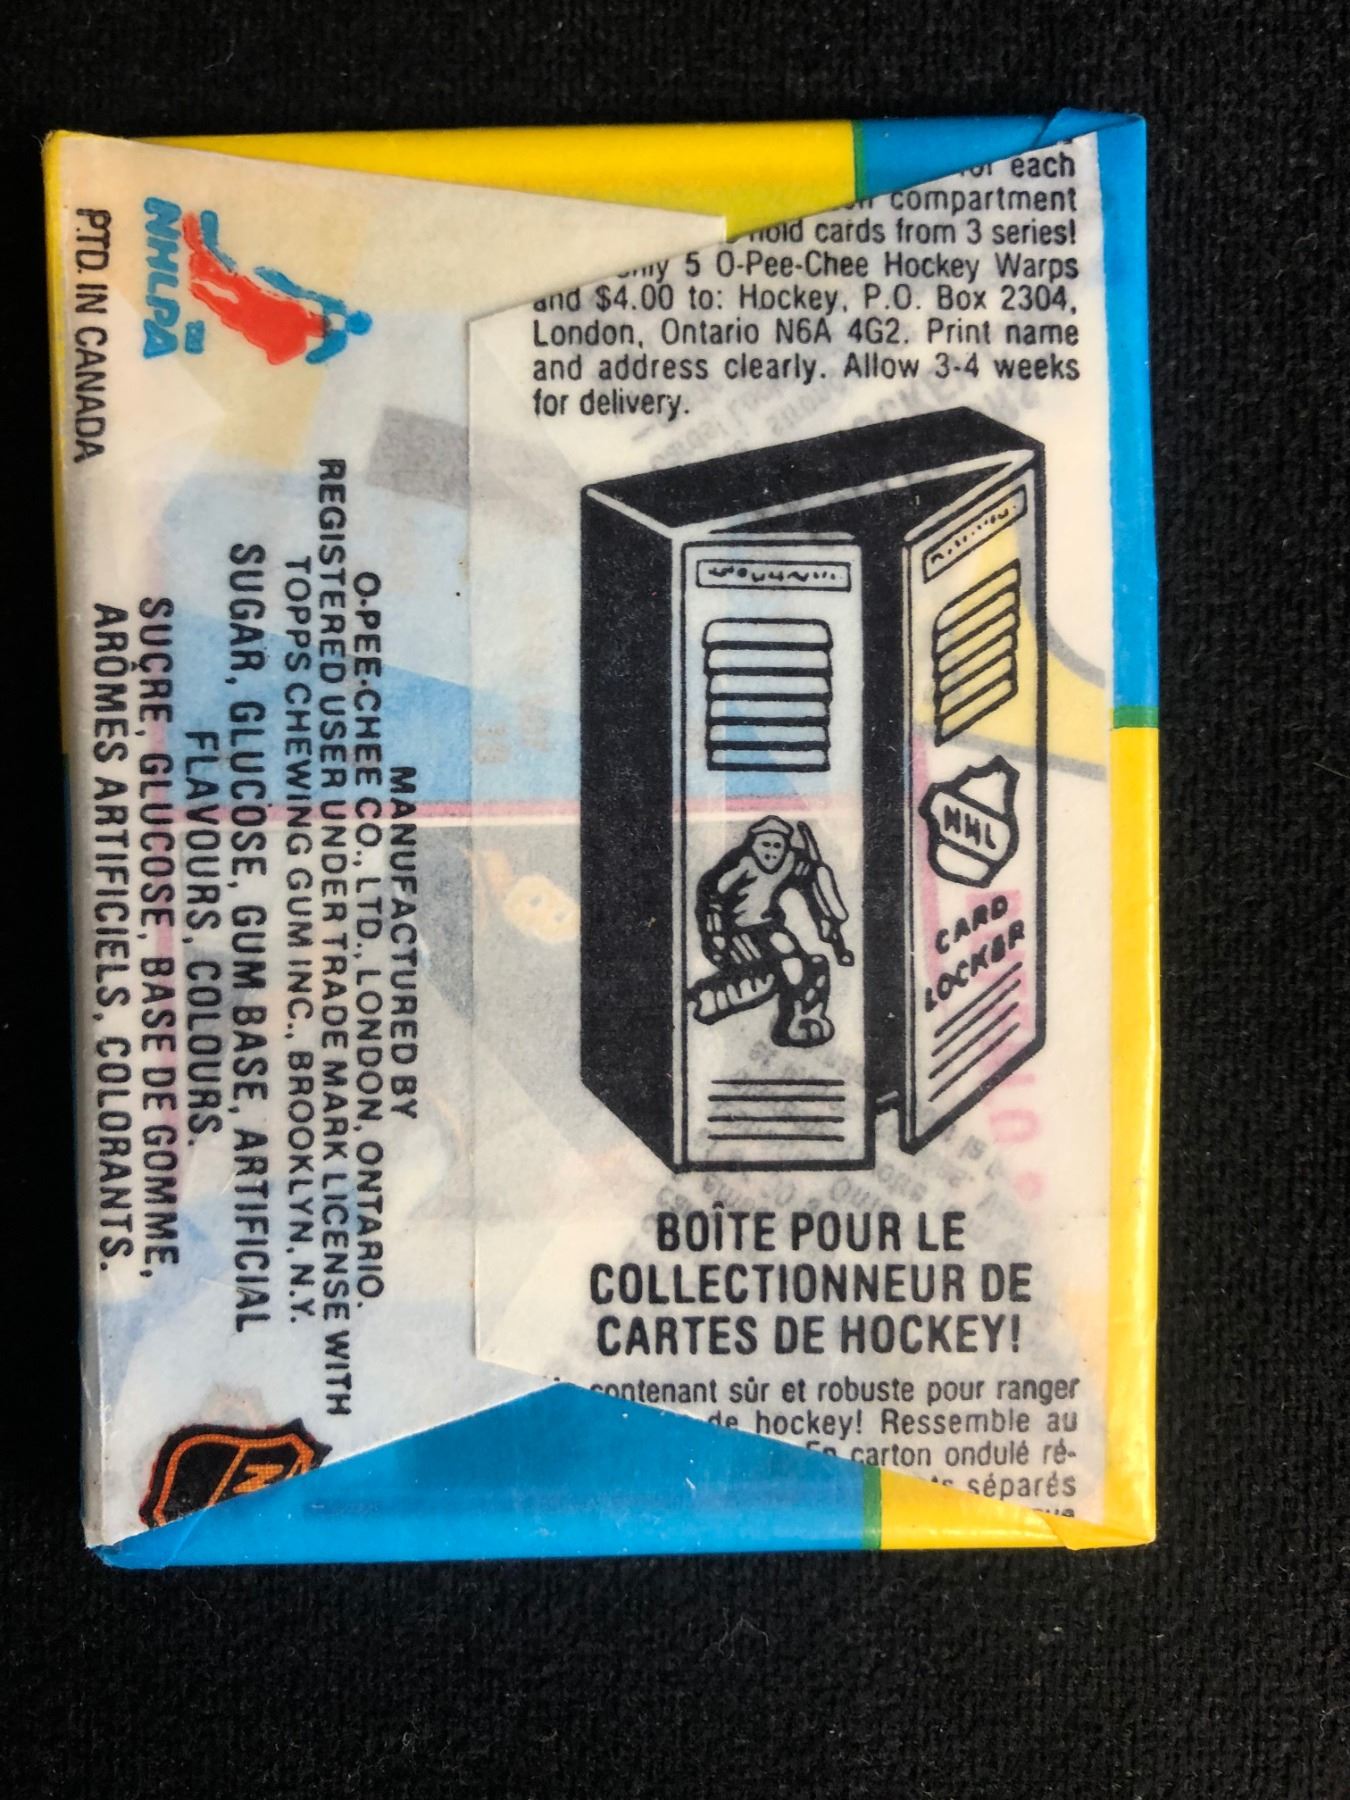 each
compartment
cards from 3 series!
5 O-Pee-Chee Hockey Warps
and $4.00 to: Hockey, P.O. Box 2304,
London, Ontario N6A 4G2. Print name
and address clearly. Allow 3-4 weeks
for delivery.
NHL
CARD
LOCKER
BOÎTE POUR LE
COLLECTIONNEUR DE
CARTES DE HOCKEY!
contenant sûr et robuste pour ranger
de hockey! Ressemble au
En carton ondulé ré-
séparés
NHLPA
P.T.D. IN CANADA
MANUFACTURED BY
O-PEE-CHEE CO., LTD., LONDON, ONTARIO.
REGISTERED USER UNDER TRADE MARK LICENSE WITH
TOPPS CHEWING GUM INC., BROOKLYN, N.Y.
SUGAR, GLUCOSE, GUM BASE, ARTIFICIAL
FLAVOURS, COLOURS.
SUCRE, GLUCOSE, BASE DE GOMME,
ARÔMES ARTIFICIELS, COLORANTS.